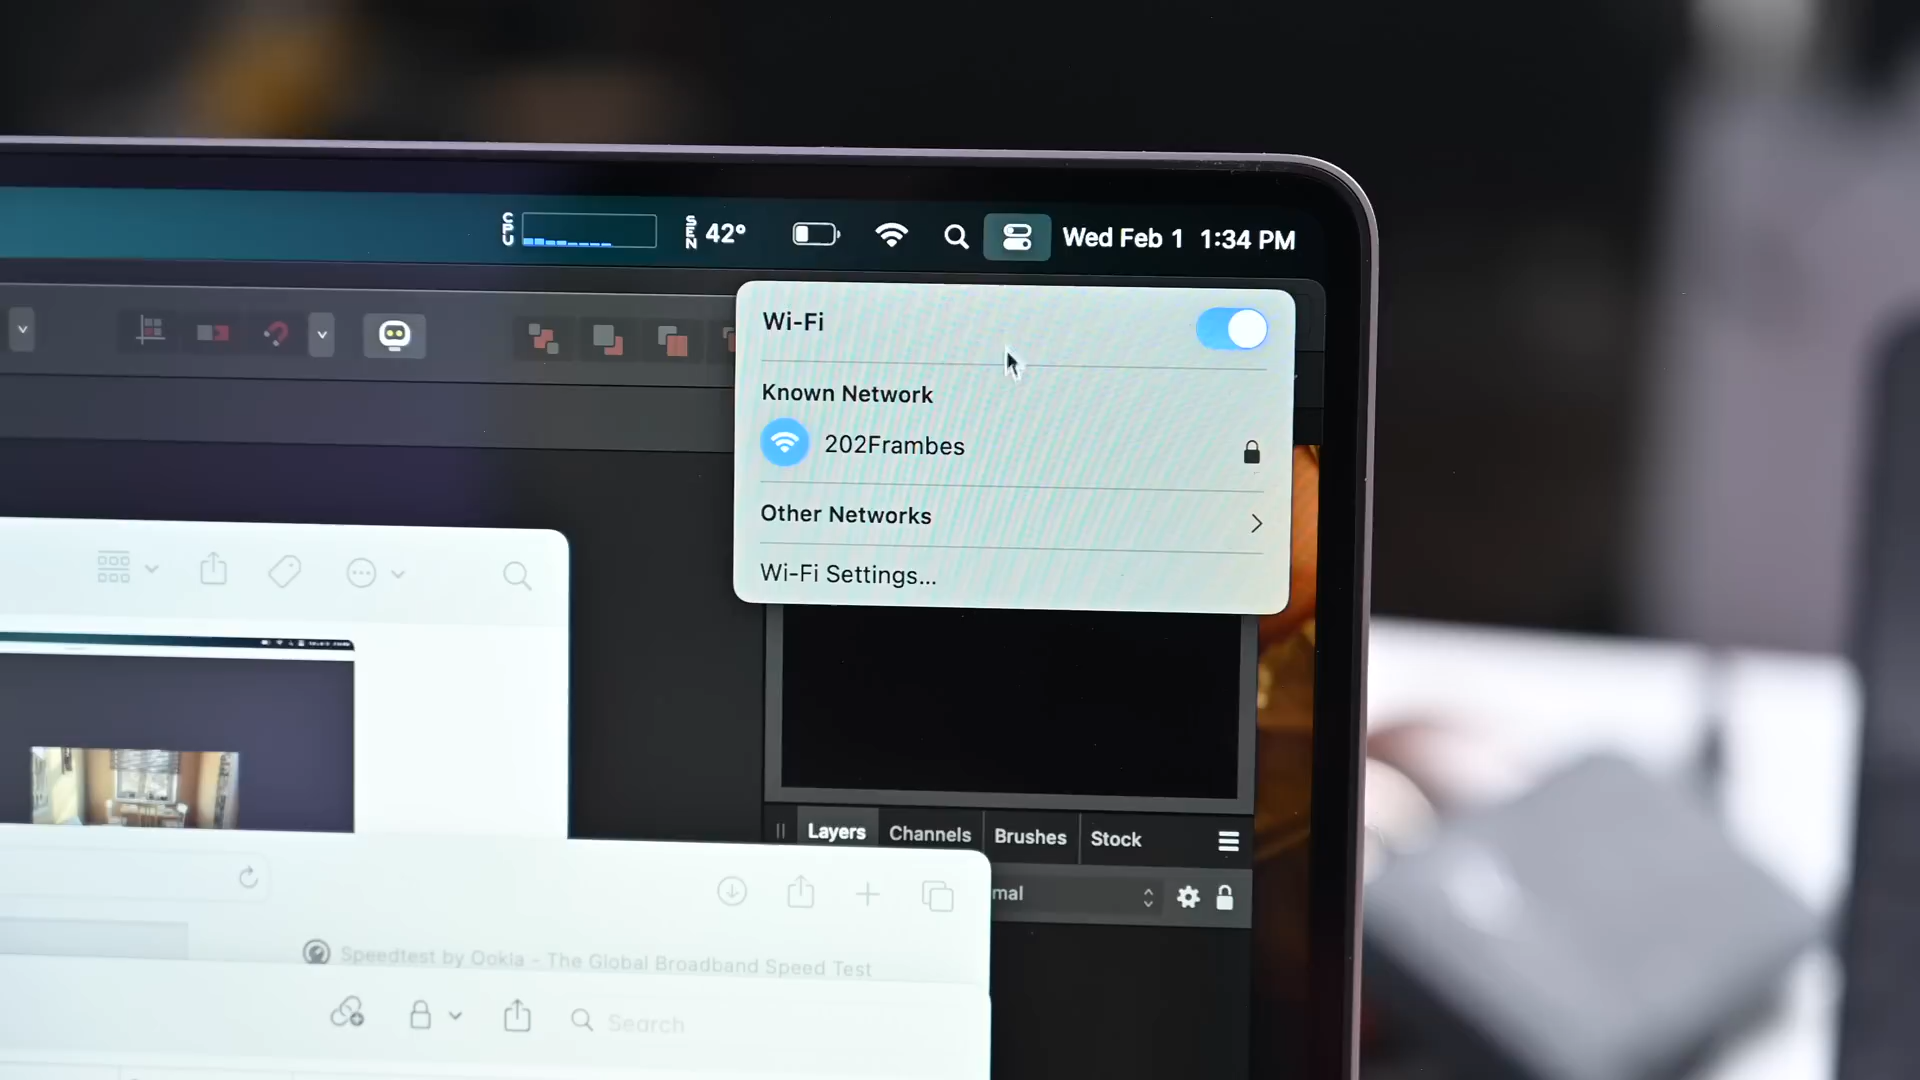 CPU SEN 42° Wed Feb 1 1:34 PM
Wi-Fi
Known Network
202Frambes
Other Networks
Wi-Fi Settings...
Layers Channels Brushes Stock
mal
Speedtest by Ookla - The Global Broadband Speed Test
Search